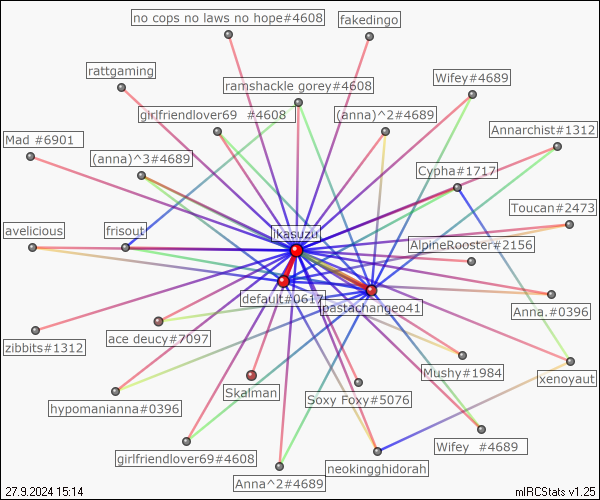 no cops no laws no hope#4608
fakedingo
rattgaming
ramshackle gorey#4608
Wifey#4689
girlfriendlover69  #4608
(anna)^2#4689
Annarchist#1312
Mad #6901
(anna)^3#4689
Cypha#1717
Toucan#2473
avelicious
frisout
ikasuzu
AlpineRooster#2156
default#0617
pastachangeo41
Anna.#0396
ace deucy#7097
zibbits#1312
Mushy#1984
xenoyaut
Skalman
Soxy Foxy#5076
hypomanianna#0396
Wifey  #4689
girlfriendlover69#4608
neokingghidorah
Anna^2#4689
27.9.2024 15:14
mIRCStats v1.25